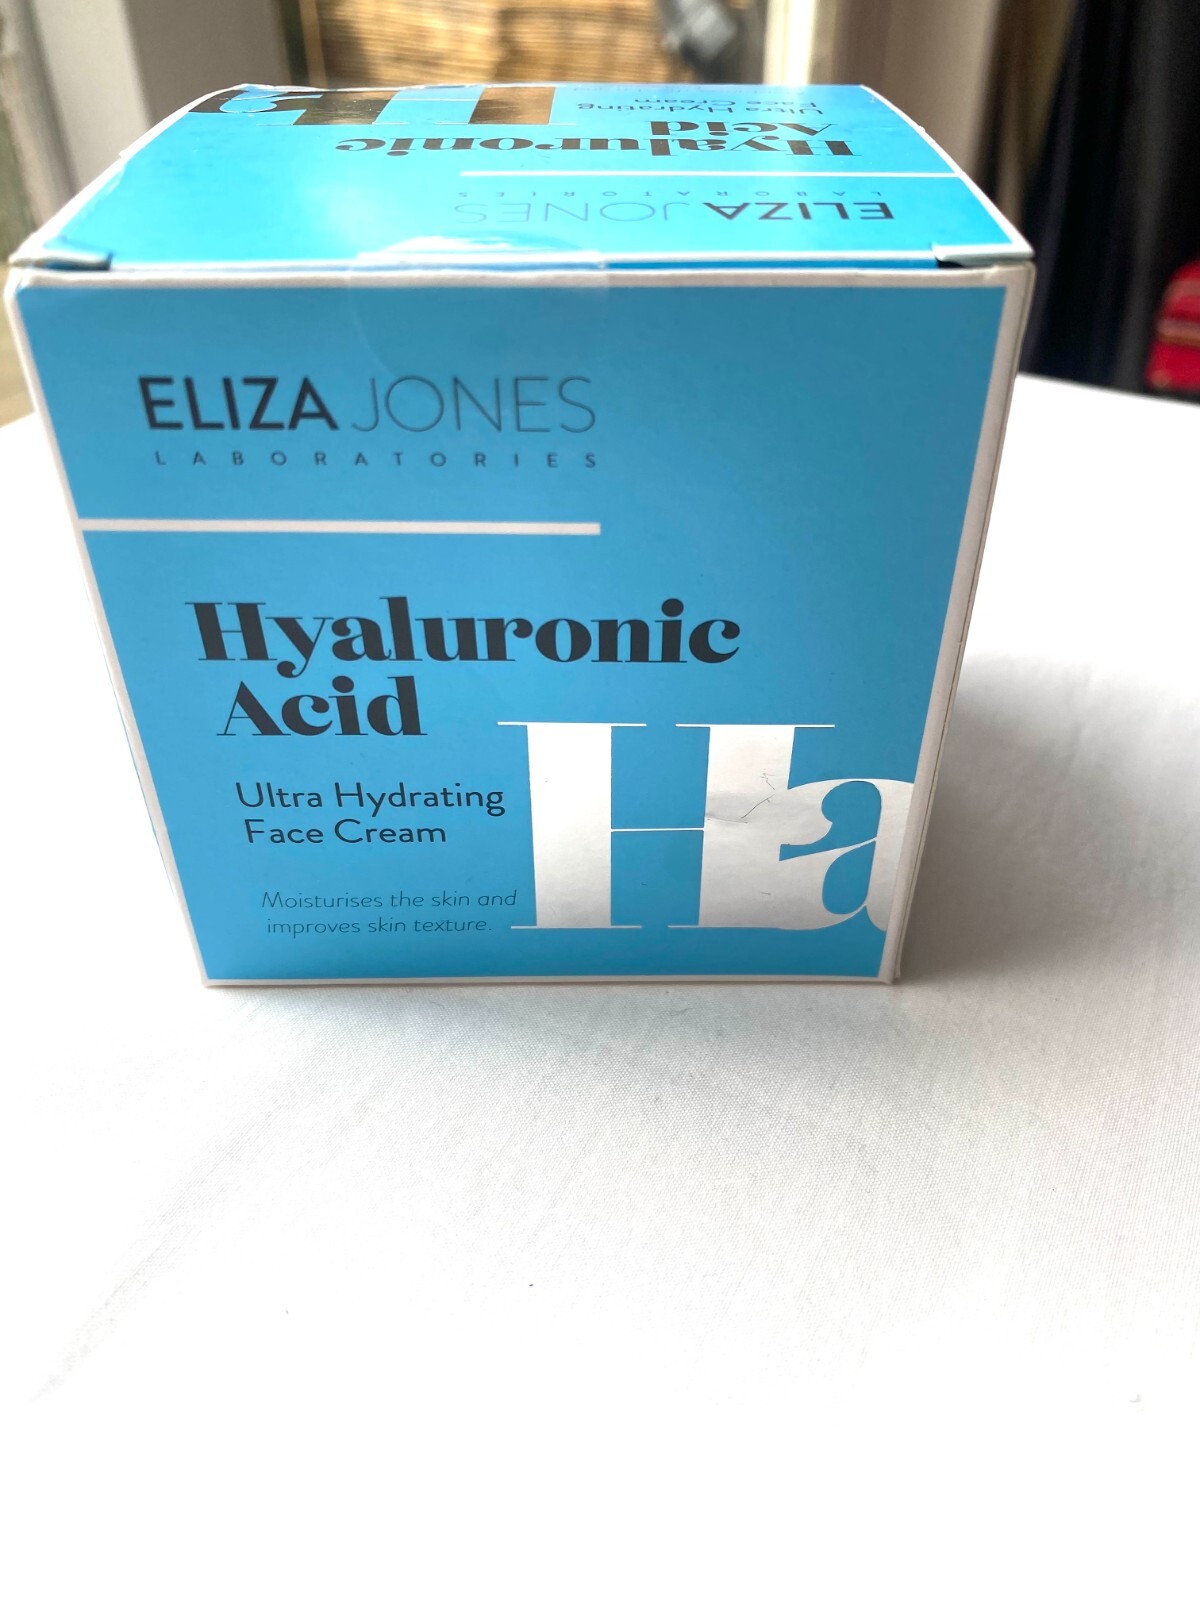 Ultra Hydrating
Face Cream
Hyaluronic
Acid
ELIZA JONES
LABORATORIES
ELIZA JONES
LABORATORIES
Hyaluronic
Acid
Ultra Hydrating
Face Cream
Moisturises the skin and
improves skin texture.
Ha